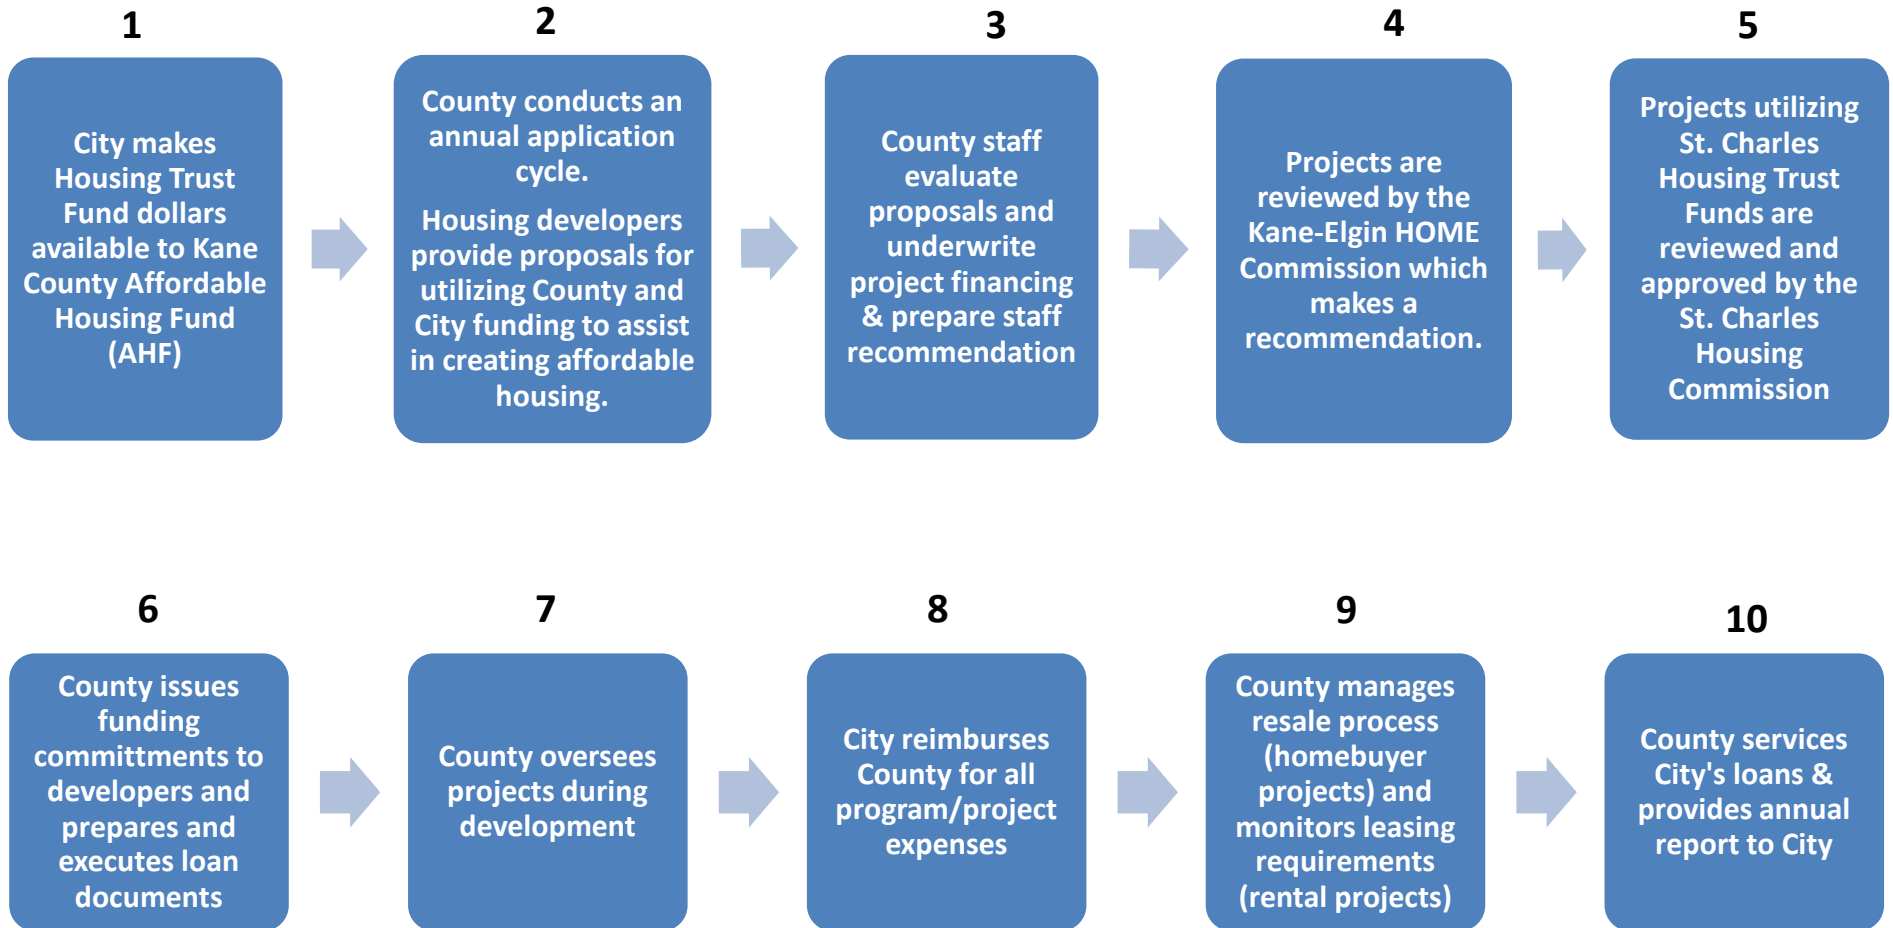 1
City makes
Housing Trust
Fund dollars
available to Kane
County Affordable
Housing Fund
(AHF)
2
County conducts an
annual application
cycle.
Housing developers
provide proposals for
utilizing County and
City funding to assist
in creating affordable
housing.
3
County staff
evaluate
proposals and
underwrite
project financing
& prepare staff
recommendation
4
Projects are
reviewed by the
Kane-Elgin HOME
Commission which
makes a
recommendation.
5
Projects utilizing
St. Charles
Housing Trust
Funds are
reviewed and
approved by the
St. Charles
Housing
Commission
6
County issues
funding
committments to
developers and
prepares and
executes loan
documents
7
County oversees
projects during
development
8
City reimburses
County for all
program/project
expenses
9
County manages
resale process
(homebuyer
projects) and
monitors leasing
requirements
(rental projects)
10
County services
City's loans &
provides annual
report to City